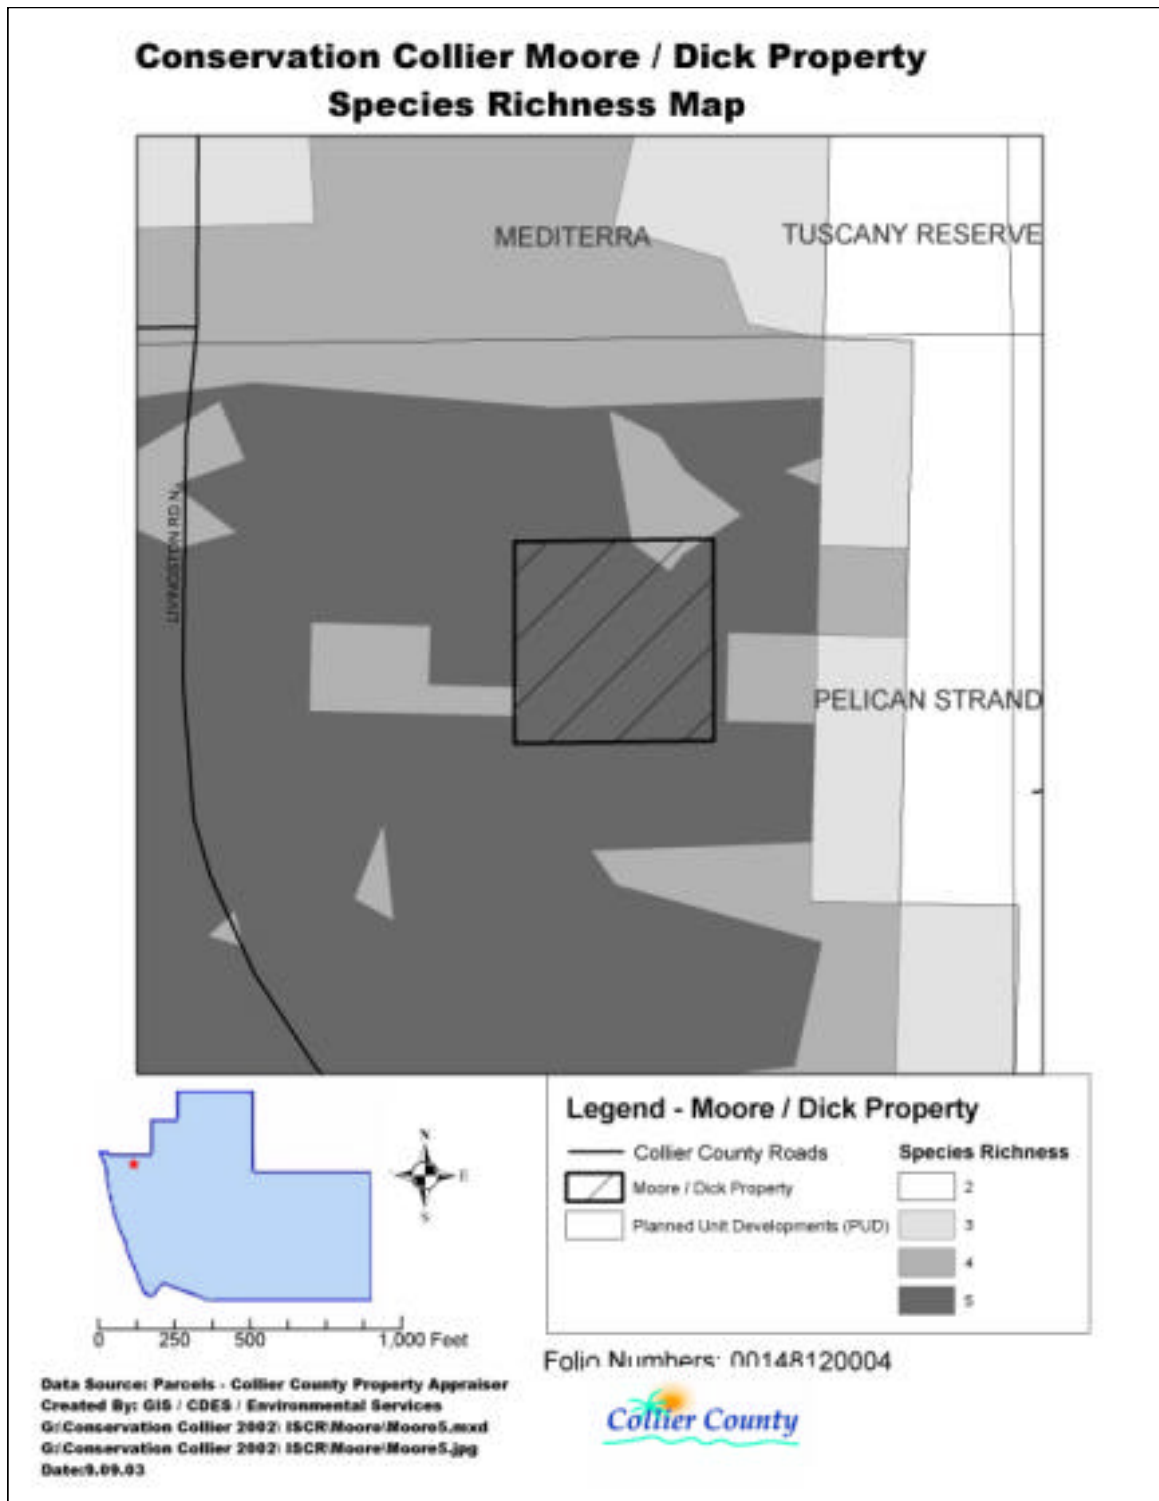 Conservation Collier Moore / Dick Property
Species Richness Map
MEDITERRA
TUSCANY RESERVE
LIVINGSTON RD N
PELICAN STRAND
N
E
S
Legend - Moore / Dick Property
Collier County Roads
Moore / Dick Property
Planned Unit Developments (PUD)
Species Richness
2
3
4
5
0 250 500 1,000 Feet
Folio Numbers: 00148120004
Data Source: Parcels - Collier County Property Appraiser
Created By: GIS / CDES / Environmental Services
G:/Conservation Collier 2002\ ISCR\Moore\Moore5.mxd
G:/Conservation Collier 2002\ ISCR\Moore\Moore5.jpg
Date:9.09.03
Collier County